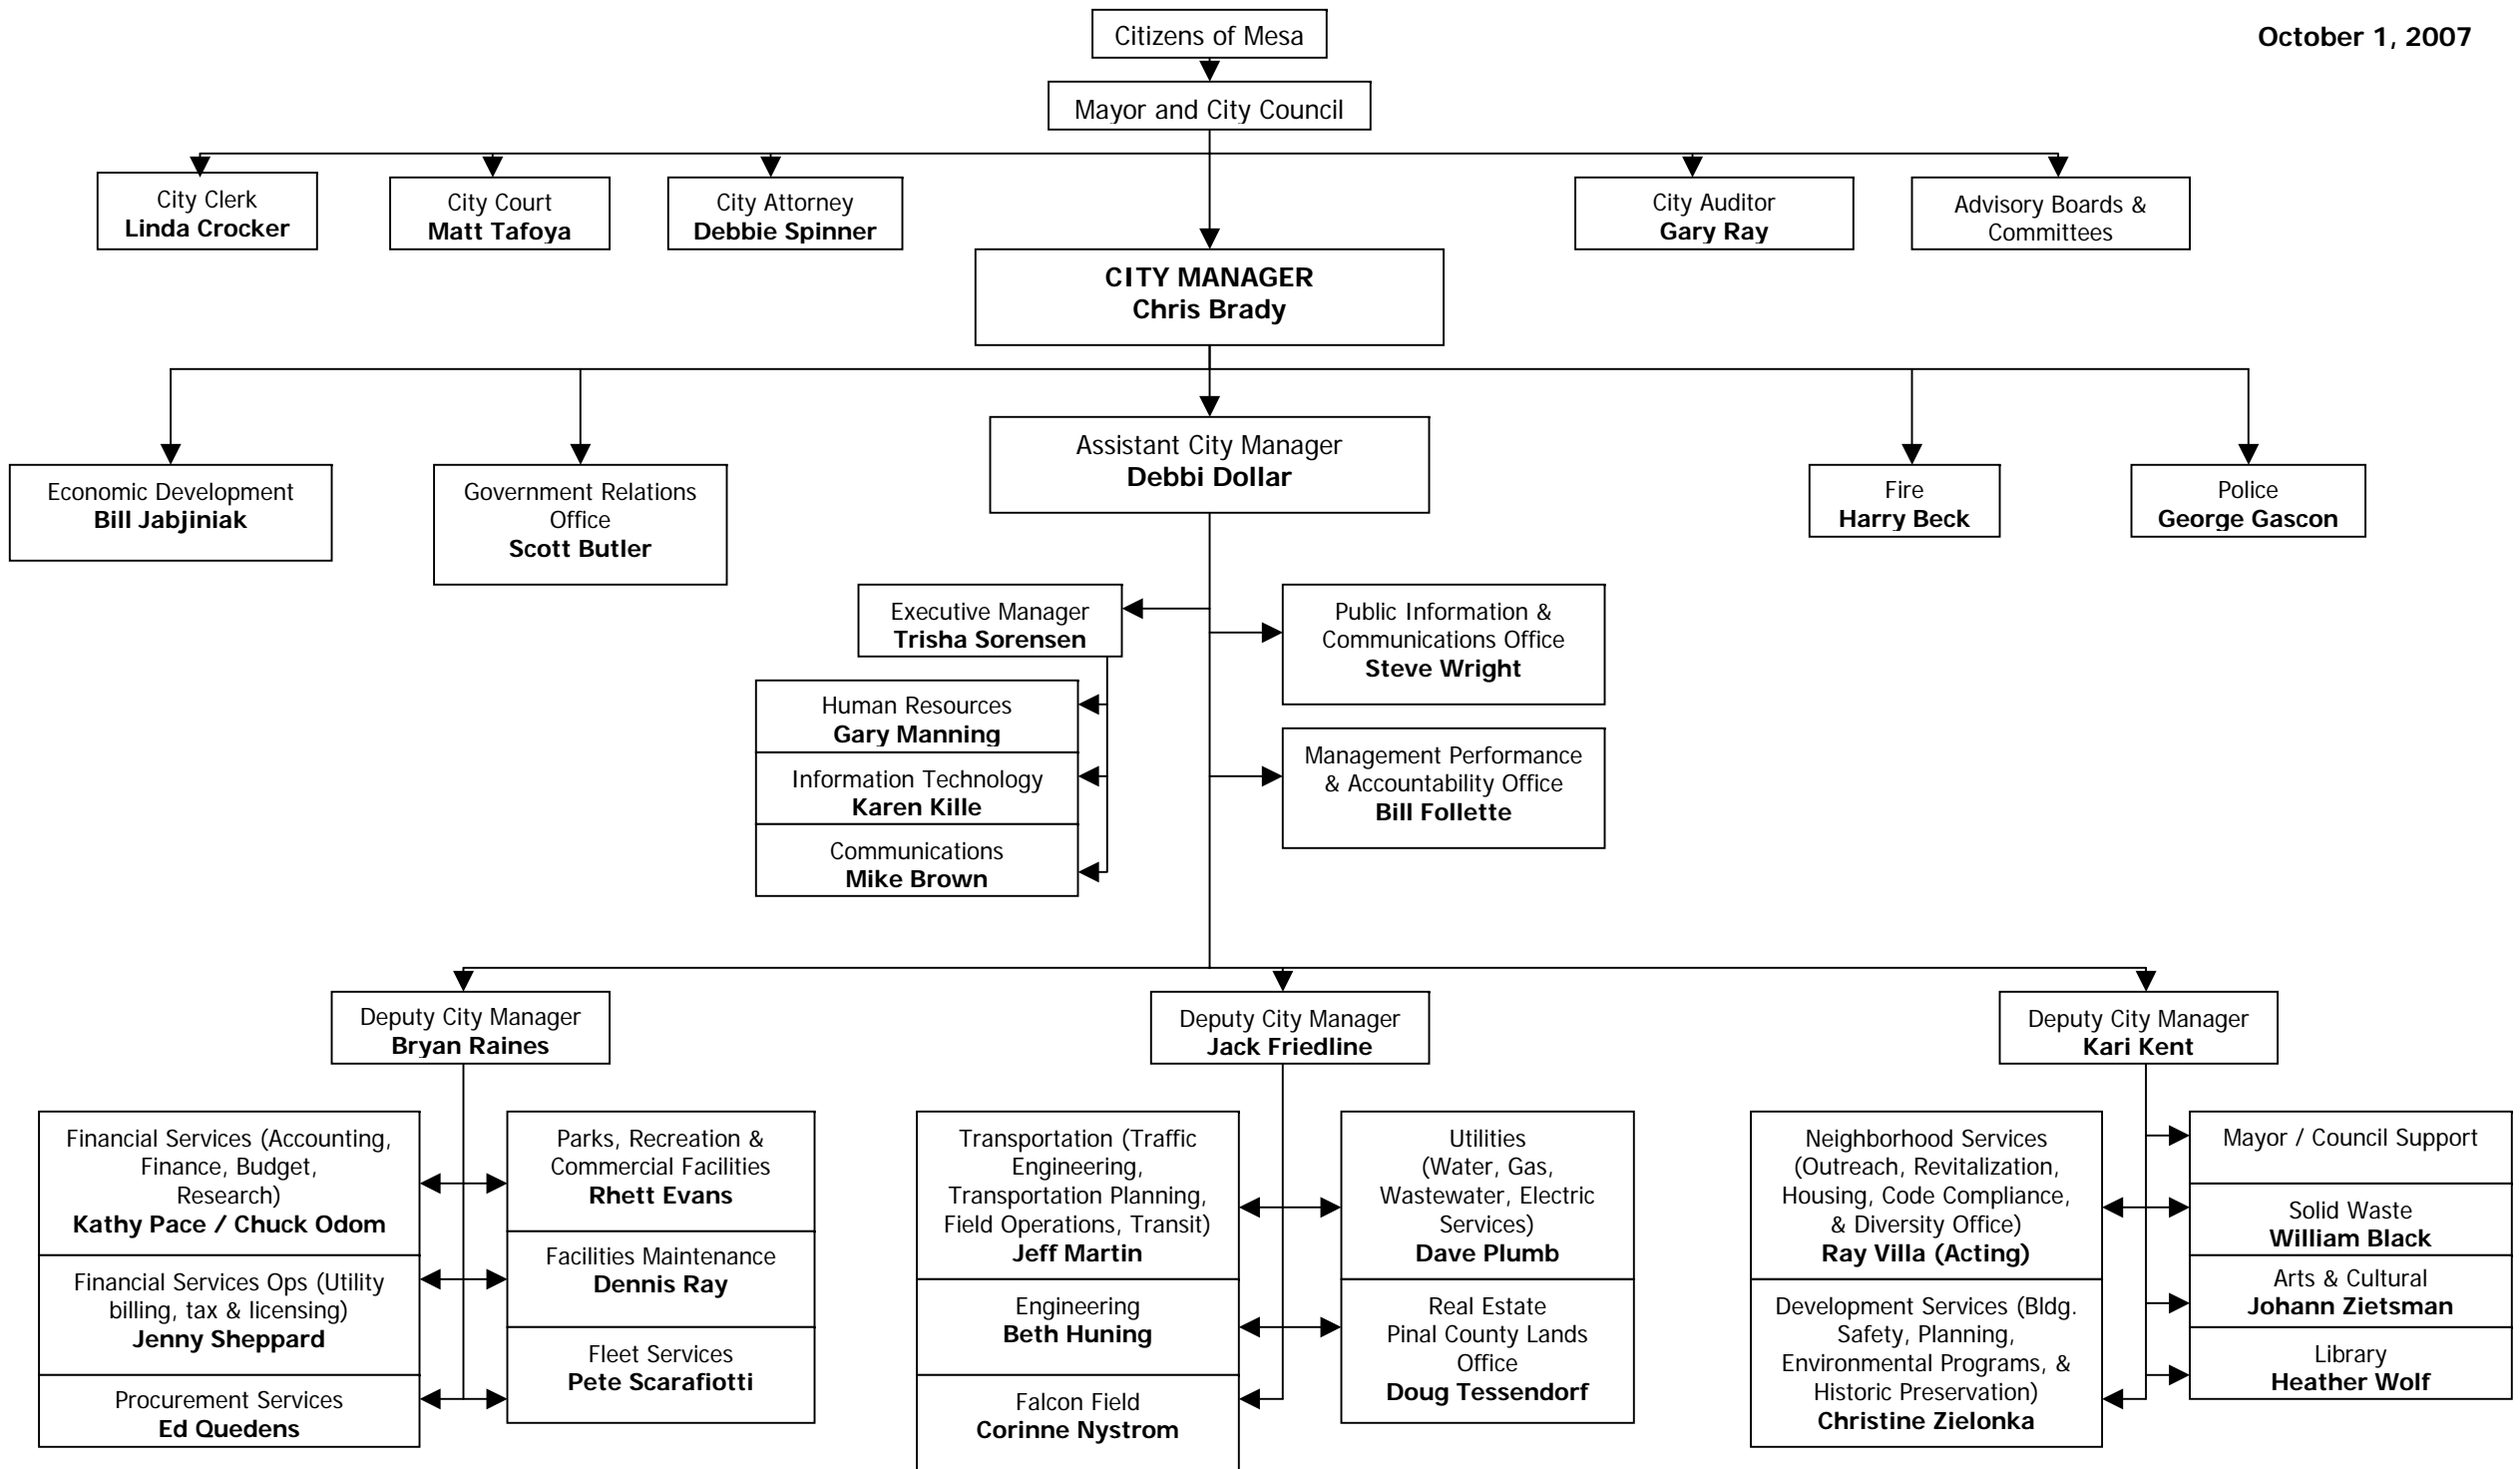 Citizens of Mesa
October 1, 2007
Mayor and City Council
City Clerk
Linda Crocker
City Court
Matt Tafoya
City Attorney
Debbie Spinner
City Auditor
Gary Ray
Advisory Boards &
Committees
CITY MANAGER
Chris Brady
Economic Development
Bill Jabjiniak
Government Relations
Office
Scott Butler
Assistant City Manager
Debbi Dollar
Fire
Harry Beck
Police
George Gascon
Executive Manager
Trisha Sorensen
Public Information &
Communications Office
Steve Wright
Human Resources
Gary Manning
Information Technology
Karen Kille
Communications
Mike Brown
Management Performance
& Accountability Office
Bill Follette
Deputy City Manager
Bryan Raines
Deputy City Manager
Jack Friedline
Deputy City Manager
Kari Kent
Financial Services (Accounting,
Finance, Budget,
Research)
Kathy Pace / Chuck Odom
Financial Services Ops (Utility
billing, tax & licensing)
Jenny Sheppard
Procurement Services
Ed Quedens
Parks, Recreation &
Commercial Facilities
Rhett Evans
Facilities Maintenance
Dennis Ray
Fleet Services
Pete Scarafiotti
Transportation (Traffic
Engineering,
Transportation Planning,
Field Operations, Transit)
Jeff Martin
Engineering
Beth Huning
Falcon Field
Corinne Nystrom
Utilities
(Water, Gas,
Wastewater, Electric
Services)
Dave Plumb
Real Estate
Pinal County Lands
Office
Doug Tessendorf
Neighborhood Services
(Outreach, Revitalization,
Housing, Code Compliance,
& Diversity Office)
Ray Villa (Acting)
Development Services (Bldg.
Safety, Planning,
Environmental Programs, &
Historic Preservation)
Christine Zielonka
Mayor / Council Support
Solid Waste
William Black
Arts & Cultural
Johann Zietsman
Library
Heather Wolf